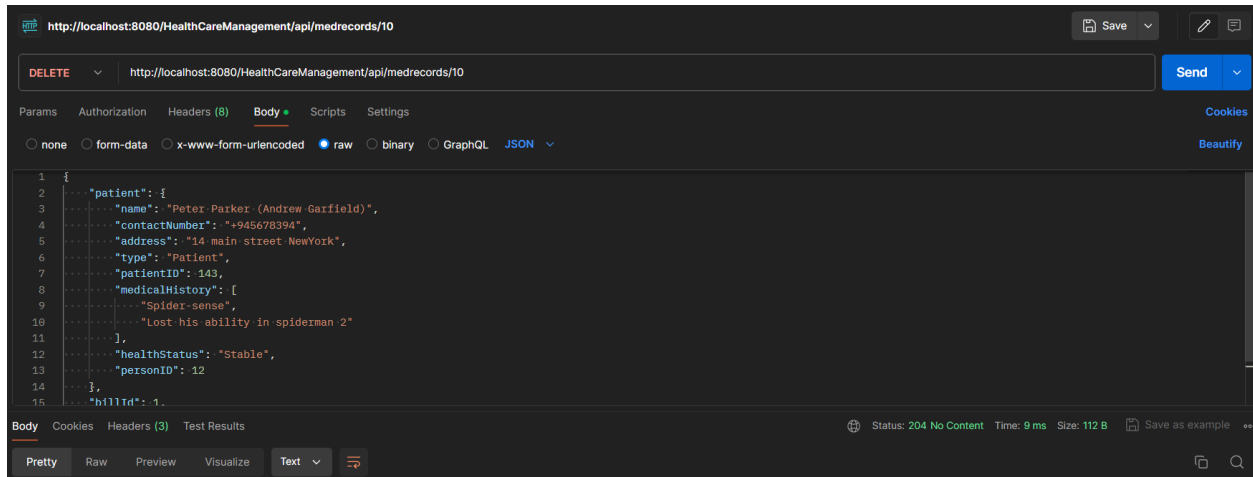 HTTP http://localhost:8080/HealthCareManagement/api/medrecords/10 Save
DELETE http://localhost:8080/HealthCareManagement/api/medrecords/10 Send
Params Authorization Headers (8) Body Scripts Settings Cookies
none form-data x-www-form-urlencoded raw binary GraphQL JSON Beautify
1 {
2 "patient": {
3 "name": "Peter Parker (Andrew Garfield)",
4 "contactNumber": "+945678394",
5 "address": "14 main street NewYork",
6 "type": "Patient",
7 "patientID": 143,
8 "medicalHistory": [
9 "Spider-sense",
10 "Lost his ability in spiderman 2"
11 ],
12 "healthStatus": "Stable",
13 "personID": 12
14 },
15 "billId": 1,
Body Cookies Headers (3) Test Results Status: 204 No Content Time: 9 ms Size: 112 B Save as example
Pretty Raw Preview Visualize Text